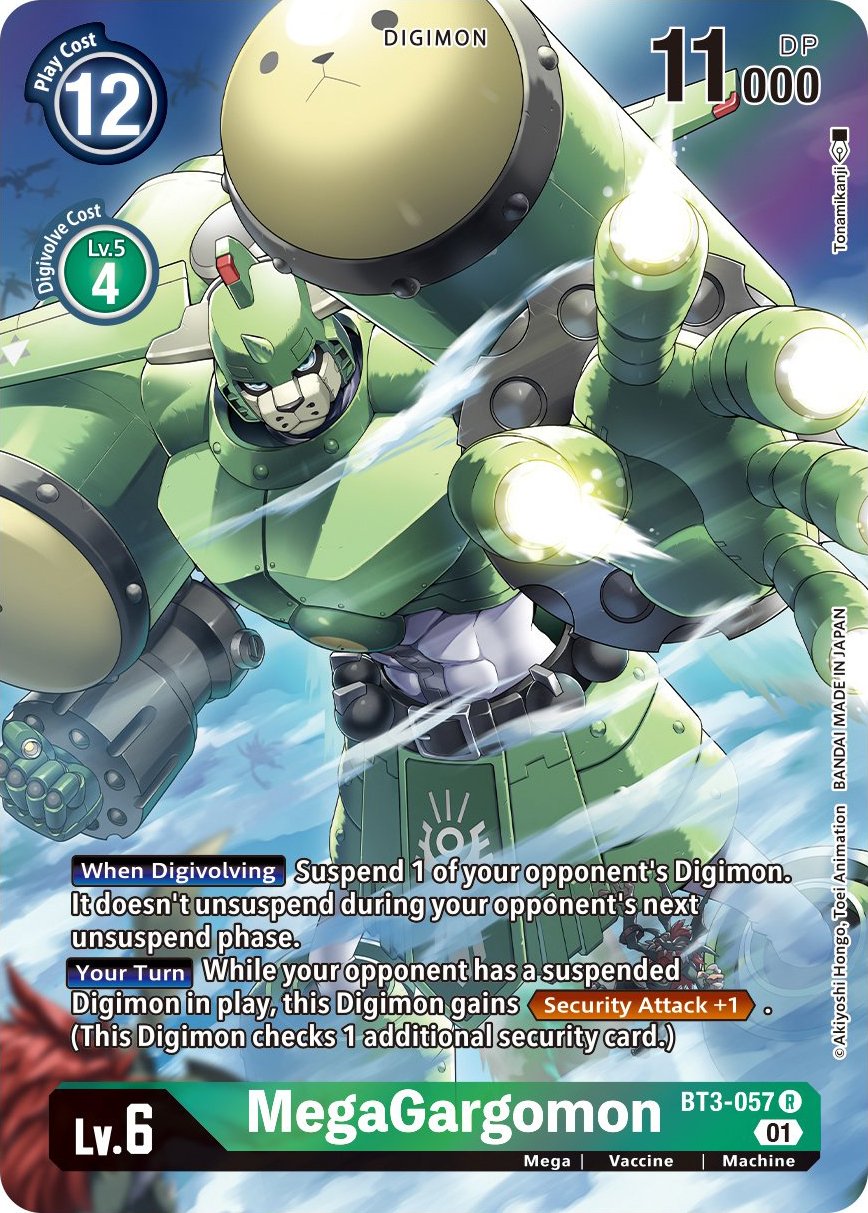 DIGIMON
Play Cost
12
DP
11000
Digivolve Cost
Lv.5
4
Tonamikanji
When Digivolving Suspend 1 of your opponent's Digimon.
It doesn't unsuspend during your opponent's next
unsuspend phase.
Your Turn While your opponent has a suspended
Digimon in play, this Digimon gains Security Attack +1 .
(This Digimon checks 1 additional security card.)
© Akiyoshi Hongo, Toei Animation BANDAI MADE IN JAPAN
Lv.6
MegaGargomon
BT3-057 R
01
Mega | Vaccine | Machine